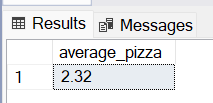 Results Messages
average_pizza
1 2.32